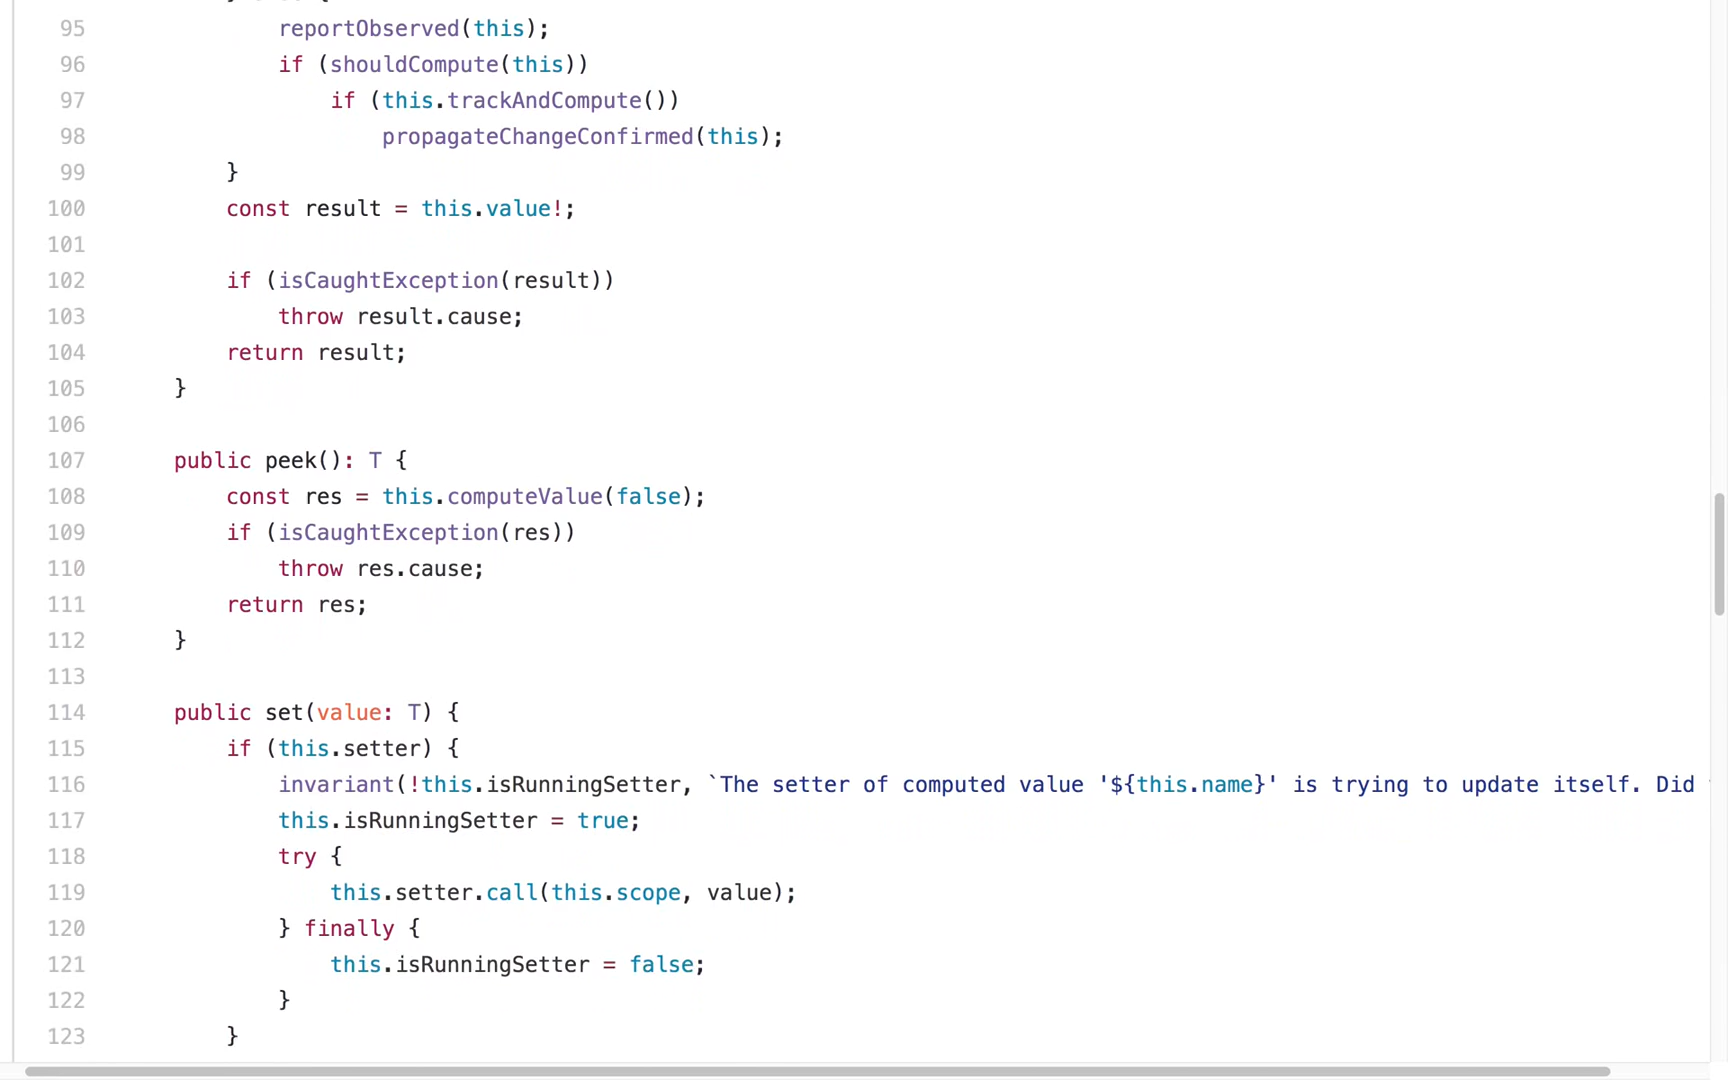 95 reportObserved(this);
96 if (shouldCompute(this))
97 if (this.trackAndCompute())
98 propagateChangeConfirmed(this);
99 }
100 const result = this.value!;
101
102 if (isCaughtException(result))
103 throw result.cause;
104 return result;
105 }
106
107 public peek(): T {
108 const res = this.computeValue(false);
109 if (isCaughtException(res))
110 throw res.cause;
111 return res;
112 }
113
114 public set(value: T) {
115 if (this.setter) {
116 invariant(!this.isRunningSetter, `The setter of computed value '${this.name}' is trying to update itself. Did
117 this.isRunningSetter = true;
118 try {
119 this.setter.call(this.scope, value);
120 } finally {
121 this.isRunningSetter = false;
122 }
123 }